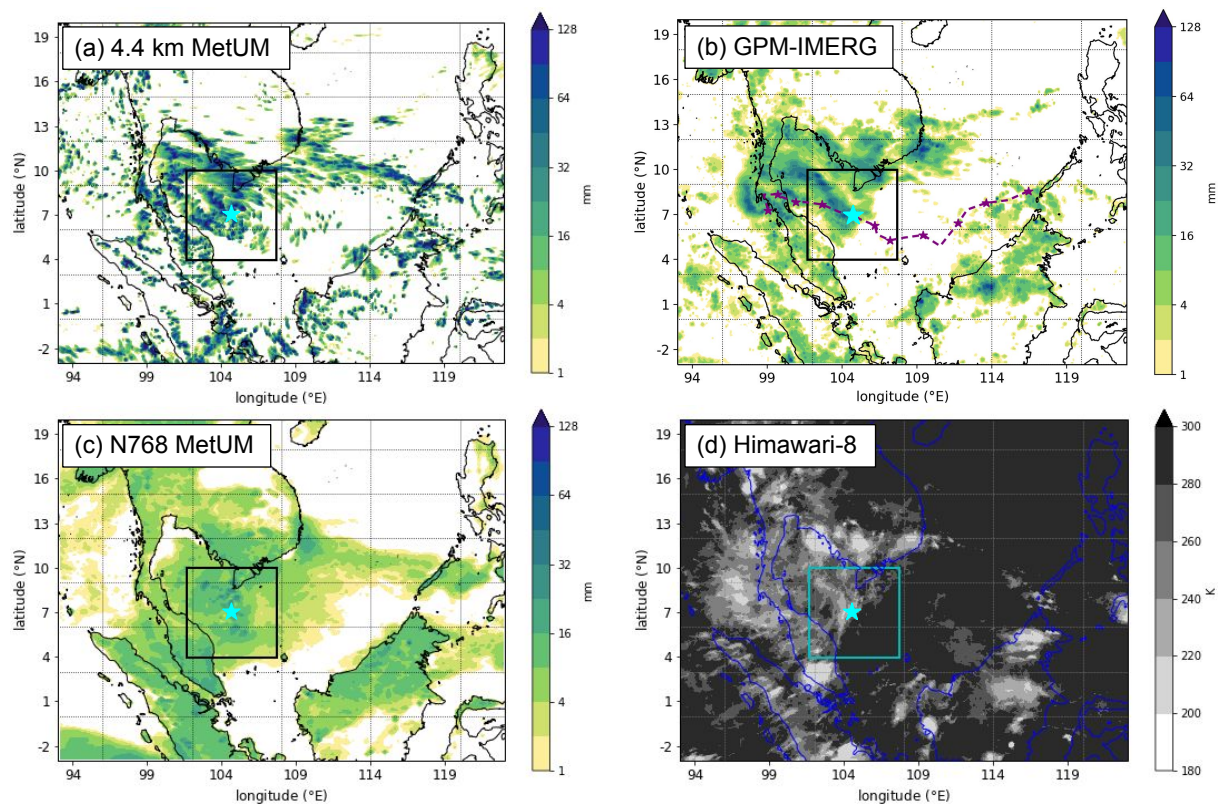 (a) 4.4 km MetUM
19
16
13
10
7
4
1
-2
latitude (°N)
94 99 104 109 114 119
longitude (°E)
128
64
32
16
4
1
mm
(b) GPM-IMERG
19
16
13
10
7
4
1
-2
latitude (°N)
94 99 104 109 114 119
longitude (°E)
128
64
32
16
4
1
mm
(c) N768 MetUM
19
16
13
10
7
4
1
-2
latitude (°N)
94 99 104 109 114 119
longitude (°E)
128
64
32
16
4
1
mm
(d) Himawari-8
19
16
13
10
7
4
1
-2
latitude (°N)
94 99 104 109 114 119
longitude (°E)
300
280
260
240
220
200
180
K